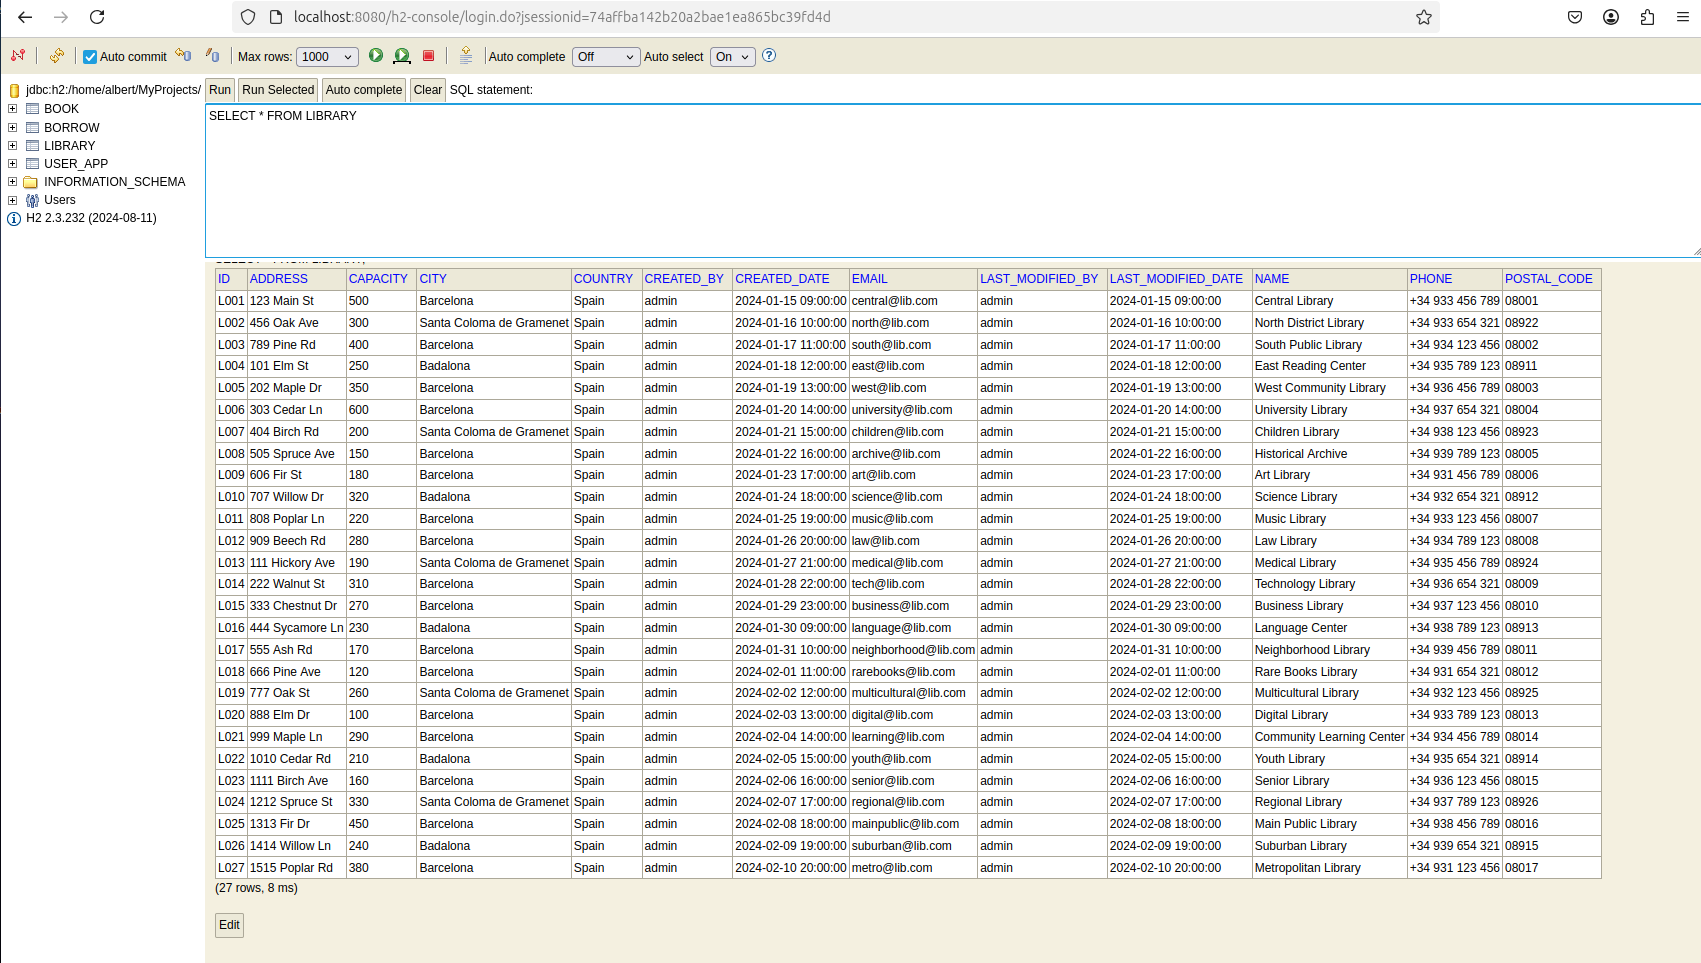 localhost:8080/h2-console/login.do?jsessionid=74affba142b20a2bae1ea865bc39fd4d
Auto commit Max rows: 1000 Auto complete Off Auto select On
jdbc:h2:/home/albert/MyProjects/
BOOK
BORROW
LIBRARY
USER_APP
INFORMATION_SCHEMA
Users
H2 2.3.232 (2024-08-11)
Run Run Selected Auto complete Clear SQL statement:
SELECT * FROM LIBRARY
SELECT * FROM LIBRARY;
ID ADDRESS CAPACITY CITY COUNTRY CREATED_BY CREATED_DATE EMAIL LAST_MODIFIED_BY LAST_MODIFIED_DATE NAME PHONE POSTAL_CODE
L001 123 Main St 500 Barcelona Spain admin 2024-01-15 09:00:00 central@lib.com admin 2024-01-15 09:00:00 Central Library +34 933 456 789 08001
L002 456 Oak Ave 300 Santa Coloma de Gramenet Spain admin 2024-01-16 10:00:00 north@lib.com admin 2024-01-16 10:00:00 North District Library +34 933 654 321 08922
L003 789 Pine Rd 400 Barcelona Spain admin 2024-01-17 11:00:00 south@lib.com admin 2024-01-17 11:00:00 South Public Library +34 934 123 456 08002
L004 101 Elm St 250 Badalona Spain admin 2024-01-18 12:00:00 east@lib.com admin 2024-01-18 12:00:00 East Reading Center +34 935 789 123 08911
L005 202 Maple Dr 350 Barcelona Spain admin 2024-01-19 13:00:00 west@lib.com admin 2024-01-19 13:00:00 West Community Library +34 936 456 789 08003
L006 303 Cedar Ln 600 Barcelona Spain admin 2024-01-20 14:00:00 university@lib.com admin 2024-01-20 14:00:00 University Library +34 937 654 321 08004
L007 404 Birch Rd 200 Santa Coloma de Gramenet Spain admin 2024-01-21 15:00:00 children@lib.com admin 2024-01-21 15:00:00 Children Library +34 938 123 456 08923
L008 505 Spruce Ave 150 Barcelona Spain admin 2024-01-22 16:00:00 archive@lib.com admin 2024-01-22 16:00:00 Historical Archive +34 939 789 123 08005
L009 606 Fir St 180 Barcelona Spain admin 2024-01-23 17:00:00 art@lib.com admin 2024-01-23 17:00:00 Art Library +34 931 456 789 08006
L010 707 Willow Dr 320 Badalona Spain admin 2024-01-24 18:00:00 science@lib.com admin 2024-01-24 18:00:00 Science Library +34 932 654 321 08912
L011 808 Poplar Ln 220 Barcelona Spain admin 2024-01-25 19:00:00 music@lib.com admin 2024-01-25 19:00:00 Music Library +34 933 123 456 08007
L012 909 Beech Rd 280 Barcelona Spain admin 2024-01-26 20:00:00 law@lib.com admin 2024-01-26 20:00:00 Law Library +34 934 789 123 08008
L013 111 Hickory Ave 190 Santa Coloma de Gramenet Spain admin 2024-01-27 21:00:00 medical@lib.com admin 2024-01-27 21:00:00 Medical Library +34 935 456 789 08924
L014 222 Walnut St 310 Barcelona Spain admin 2024-01-28 22:00:00 tech@lib.com admin 2024-01-28 22:00:00 Technology Library +34 936 654 321 08009
L015 333 Chestnut Dr 270 Barcelona Spain admin 2024-01-29 23:00:00 business@lib.com admin 2024-01-29 23:00:00 Business Library +34 937 123 456 08010
L016 444 Sycamore Ln 230 Badalona Spain admin 2024-01-30 09:00:00 language@lib.com admin 2024-01-30 09:00:00 Language Center +34 938 789 123 08913
L017 555 Ash Rd 170 Barcelona Spain admin 2024-01-31 10:00:00 neighborhood@lib.com admin 2024-01-31 10:00:00 Neighborhood Library +34 939 456 789 08011
L018 666 Pine Ave 120 Barcelona Spain admin 2024-02-01 11:00:00 rarebooks@lib.com admin 2024-02-01 11:00:00 Rare Books Library +34 931 654 321 08012
L019 777 Oak St 260 Santa Coloma de Gramenet Spain admin 2024-02-02 12:00:00 multicultural@lib.com admin 2024-02-02 12:00:00 Multicultural Library +34 932 123 456 08925
L020 888 Elm Dr 100 Barcelona Spain admin 2024-02-03 13:00:00 digital@lib.com admin 2024-02-03 13:00:00 Digital Library +34 933 789 123 08013
L021 999 Maple Ln 290 Barcelona Spain admin 2024-02-04 14:00:00 learning@lib.com admin 2024-02-04 14:00:00 Community Learning Center +34 934 456 789 08014
L022 1010 Cedar Rd 210 Badalona Spain admin 2024-02-05 15:00:00 youth@lib.com admin 2024-02-05 15:00:00 Youth Library +34 935 654 321 08914
L023 1111 Birch Ave 160 Barcelona Spain admin 2024-02-06 16:00:00 senior@lib.com admin 2024-02-06 16:00:00 Senior Library +34 936 123 456 08015
L024 1212 Spruce St 330 Santa Coloma de Gramenet Spain admin 2024-02-07 17:00:00 regional@lib.com admin 2024-02-07 17:00:00 Regional Library +34 937 789 123 08926
L025 1313 Fir Dr 450 Barcelona Spain admin 2024-02-08 18:00:00 mainpublic@lib.com admin 2024-02-08 18:00:00 Main Public Library +34 938 456 789 08016
L026 1414 Willow Ln 240 Badalona Spain admin 2024-02-09 19:00:00 suburban@lib.com admin 2024-02-09 19:00:00 Suburban Library +34 939 654 321 08915
L027 1515 Poplar Rd 380 Barcelona Spain admin 2024-02-10 20:00:00 metro@lib.com admin 2024-02-10 20:00:00 Metropolitan Library +34 931 123 456 08017
(27 rows, 8 ms)
Edit